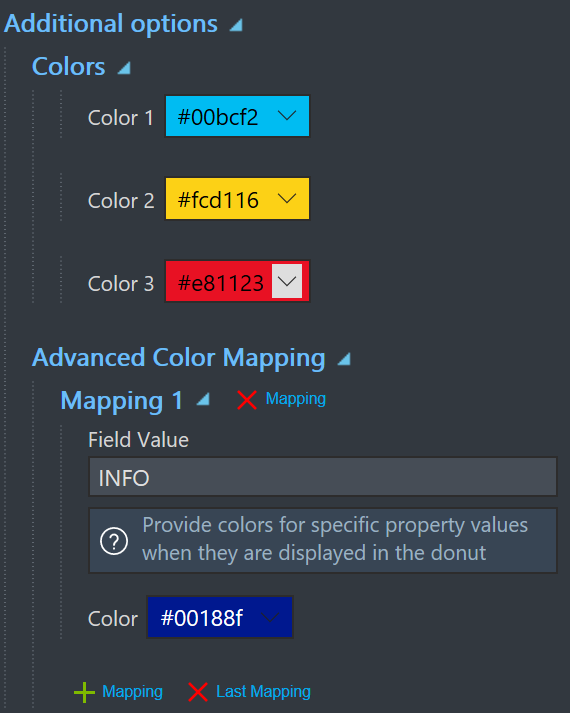 Additional options
Colors
Color 1 #00bcf2
Color 2 #fcd116
Color 3 #e81123
Advanced Color Mapping
Mapping 1 Mapping
Field Value
INFO
Provide colors for specific property values
when they are displayed in the donut
Color #00188f
Mapping Last Mapping